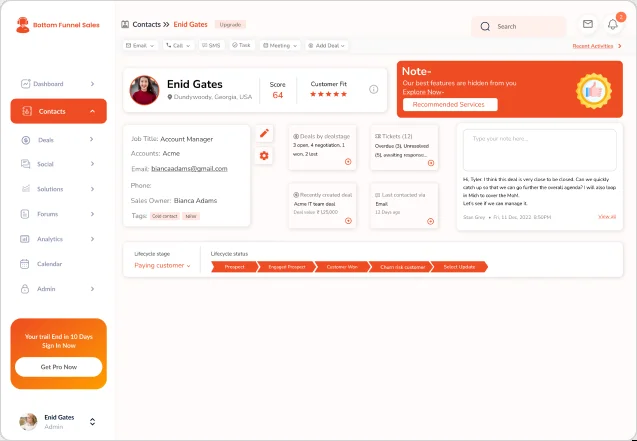 Bottom Funnel Sales
Contacts >> Enid Gates
Upgrade
Search
2
Email
Call
SMS
Task
Meeting
Add Deal
Recent Activities
Dashboard
Contacts
Deals
Social
Solutions
Forums
Analytics
Calendar
Admin
Enid Gates
Dundywoody, Georgia, USA
Score
64
Customer Fit
Note-
Our best features are hidden from you
Explore Now-
Recommended Services
Job Title: Account Manager
Accounts: Acme
Email: biancaadams@gmail.com
Phone:
Sales Owner: Bianca Adams
Tags: Cold contact New
Deals by dealstage
3 open, 4 negotiation, 1
won, 2 last
Tickets (12)
Overdue (3), Unresolved
(5), awaiting response...
Recently created deal
Acme IT team deal
Deal value
Last contacted via
Email
12 Days ago
Type your note here...
Hi, Tyler. I think this deal is very close to be closed. Can we quickly
catch up so that we can go further the overall agenda? I will also loop
in Mich to cover the MoM.
Let's see if we can manage it.
Stan Grey Fri, 11 Dec, 2023, 8:50PM
View All
Lifecycle stage
Paying customer
Lifecycle status
Prospect
Engaged Prospect
Customer Won
Churn risk customer
Select Update
Your trail End in 10 Days
Sign In Now
Get Pro Now
Enid Gates
Admin